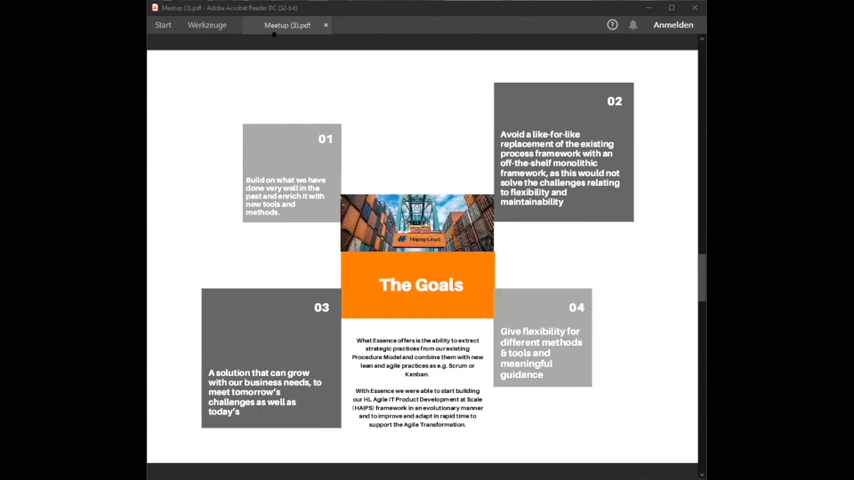 Meetup (3).pdf - Adobe Acrobat Reader DC (32-bit)
Start Werkzeuge Meetup (3).pdf × Anmelden
01
Build on what we have
done very well in the
past and enrich it with
new tools and
methods.
02
Avoid a like-for-like
replacement of the existing
process framework with an
off-the-shelf monolithic
framework, as this would not
solve the challenges relating
to flexibility and
maintainability
Hapag-Lloyd
The Goals
03
A solution that can grow
with our business needs, to
meet tomorrow's
challenges as well as
today's
04
Give flexibility for
different methods
& tools and
meaningful
guidance
What Essence offers is the ability to extract
strategic practices from our existing
Procedure Model and combine them with new
lean and agile practices as e.g. Scrum or
Kanban.
With Essence we were able to start building
our HL Agile IT Product Development at Scale
(HAIPS) framework in an evolutionary manner
and to improve and adapt in rapid time to
support the Agile Transformation.